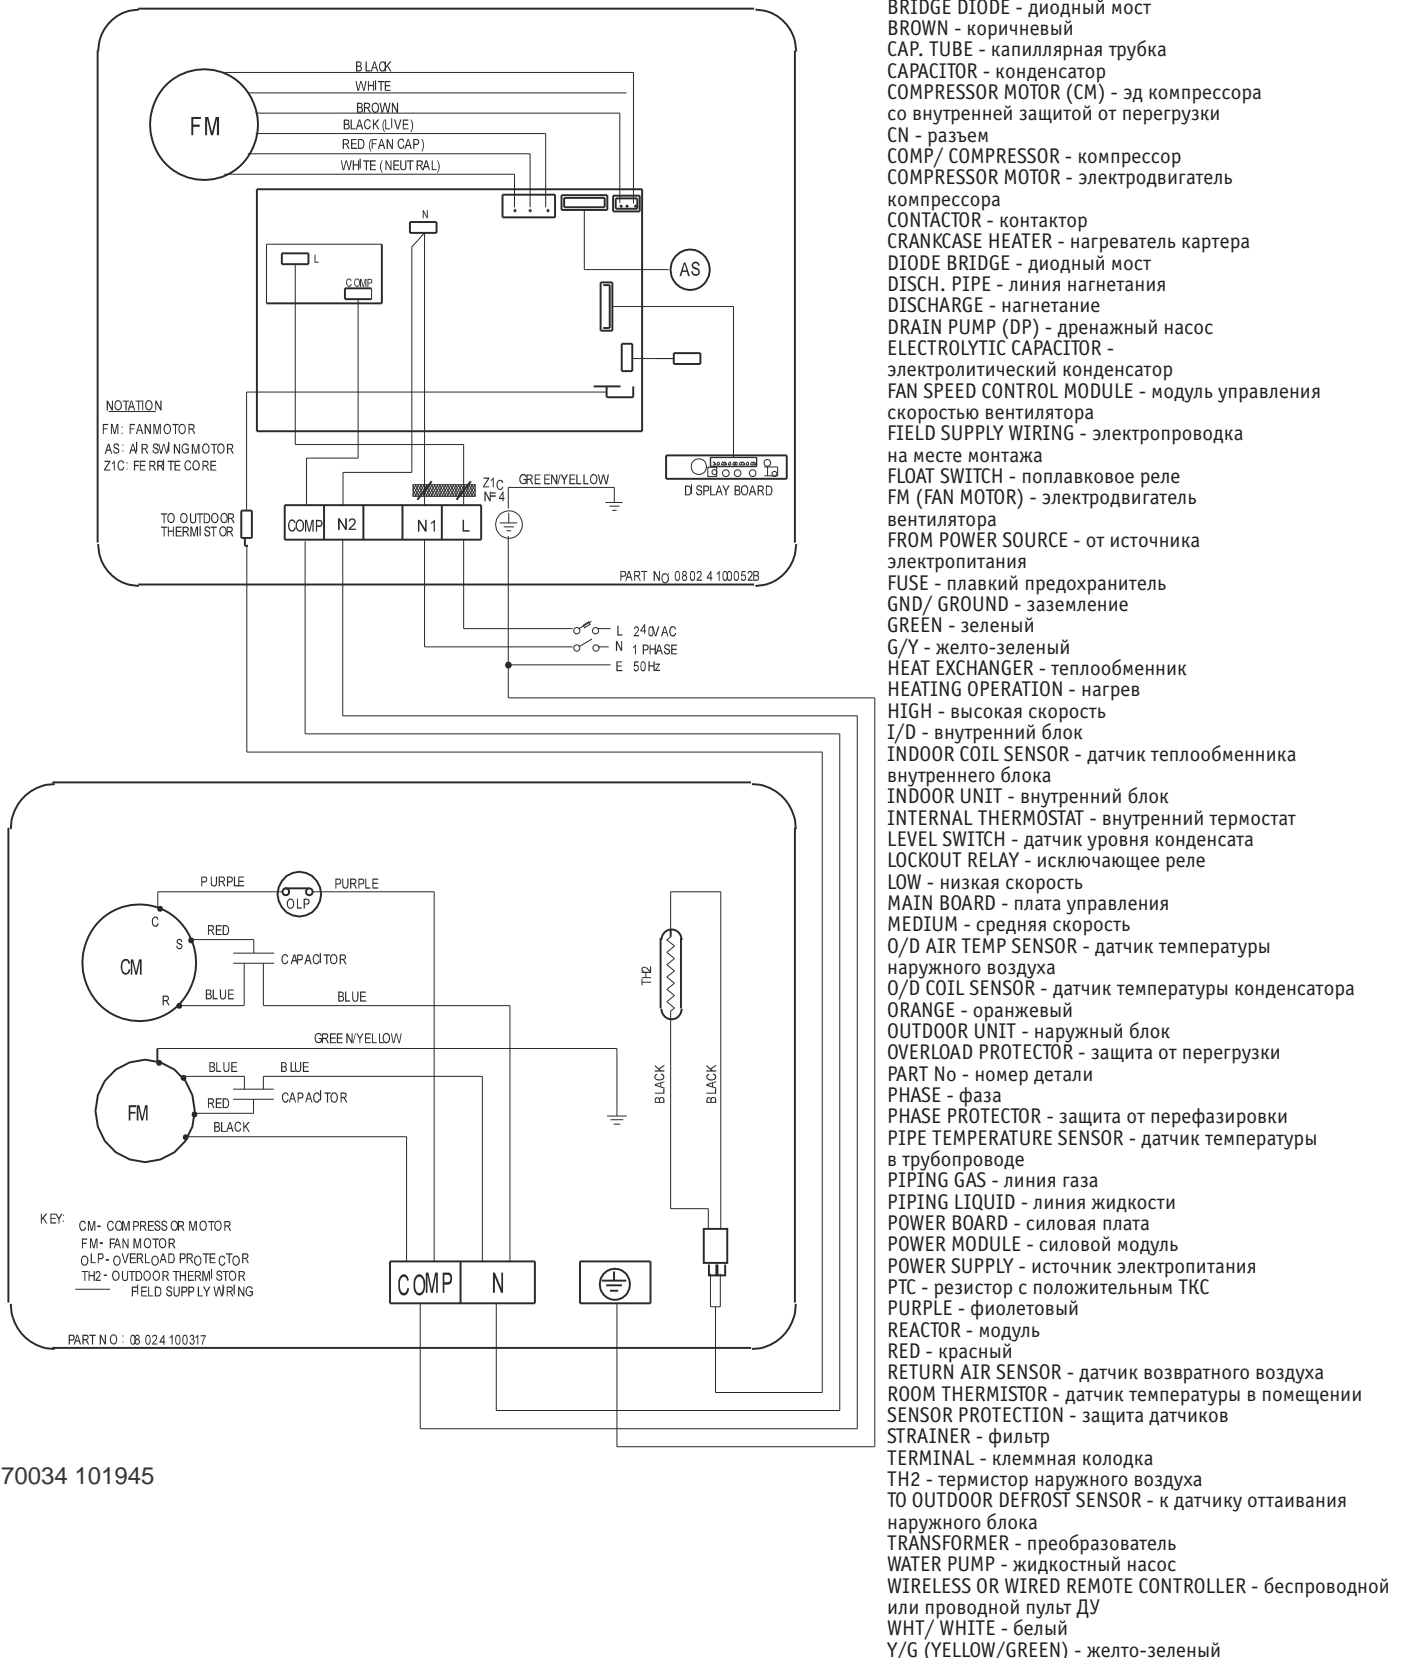 BLACK
WHITE
BROWN
BLACK (LIVE)
RED (FAN CAP)
WHITE (NEUTRAL)
FM
N
L
COMP
AS
NOTATION
FM: FANMOTOR
AS: AIR SWINGMOTOR
Z1C: FERRITE CORE
DISPLAY BOARD
Z1C
N=4
GREEN/YELLOW
TO OUTDOOR
THERMISTOR
COMP N2 N1 L
PART NO 0802 4 100052B
L 240VAC
N 1 PHASE
E 50Hz
PURPLE
PURPLE
OLP
C
S
R
CM
RED
CAPACITOR
BLUE
BLUE
GREEN/YELLOW
BLUE
BLUE
RED
CAPACITOR
FM
BLACK
TH2
BLACK
BLACK
KEY:
CM- COMPRESSOR MOTOR
FM- FAN MOTOR
OLP- OVERLOAD PROTECTOR
TH2 - OUTDOOR THERMISTOR
FIELD SUPPLY WRING
COMP N
PART NO : 08 024 100317
70034 101945
BRIDGE DIODE - диодный мост
BROWN - коричневый
CAP. TUBE - капиллярная трубка
CAPACITOR - конденсатор
COMPRESSOR MOTOR (CM) - эд компрессора
со внутренней защитой от перегрузки
CN - разъем
COMP/ COMPRESSOR - компрессор
COMPRESSOR MOTOR - электродвигатель
компрессора
CONTACTOR - контактор
CRANKCASE HEATER - нагреватель картера
DIODE BRIDGE - диодный мост
DISCH. PIPE - линия нагнетания
DISCHARGE - нагнетание
DRAIN PUMP (DP) - дренажный насос
ELECTROLYTIC CAPACITOR -
электролитический конденсатор
FAN SPEED CONTROL MODULE - модуль управления
скоростью вентилятора
FIELD SUPPLY WIRING - электропроводка
на месте монтажа
FLOAT SWITCH - поплавковое реле
FM (FAN MOTOR) - электродвигатель
вентилятора
FROM POWER SOURCE - от источника
электропитания
FUSE - плавкий предохранитель
GND/ GROUND - заземление
GREEN - зеленый
G/Y - желто-зеленый
HEAT EXCHANGER - теплообменник
HEATING OPERATION - нагрев
HIGH - высокая скорость
I/D - внутренний блок
INDOOR COIL SENSOR - датчик теплообменника
внутреннего блока
INDOOR UNIT - внутренний блок
INTERNAL THERMOSTAT - внутренний термостат
LEVEL SWITCH - датчик уровня конденсата
LOCKOUT RELAY - исключающее реле
LOW - низкая скорость
MAIN BOARD - плата управления
MEDIUM - средняя скорость
O/D AIR TEMP SENSOR - датчик температуры
наружного воздуха
O/D COIL SENSOR - датчик температуры конденсатора
ORANGE - оранжевый
OUTDOOR UNIT - наружный блок
OVERLOAD PROTECTOR - защита от перегрузки
PART No - номер детали
PHASE - фаза
PHASE PROTECTOR - защита от перефазировки
PIPE TEMPERATURE SENSOR - датчик температуры
в трубопроводе
PIPING GAS - линия газа
PIPING LIQUID - линия жидкости
POWER BOARD - силовая плата
POWER MODULE - силовой модуль
POWER SUPPLY - источник электропитания
PTC - резистор с положительным ТКС
PURPLE - фиолетовый
REACTOR - модуль
RED - красный
RETURN AIR SENSOR - датчик возвратного воздуха
ROOM THERMISTOR - датчик температуры в помещении
SENSOR PROTECTION - защита датчиков
STRAINER - фильтр
TERMINAL - клеммная колодка
TH2 - термистор наружного воздуха
TO OUTDOOR DEFROST SENSOR - к датчику оттаивания
наружного блока
TRANSFORMER - преобразователь
WATER PUMP - жидкостный насос
WIRELESS OR WIRED REMOTE CONTROLLER - беспроводной
или проводной пульт ДУ
WHT/ WHITE - белый
Y/G (YELLOW/GREEN) - желто-зеленый